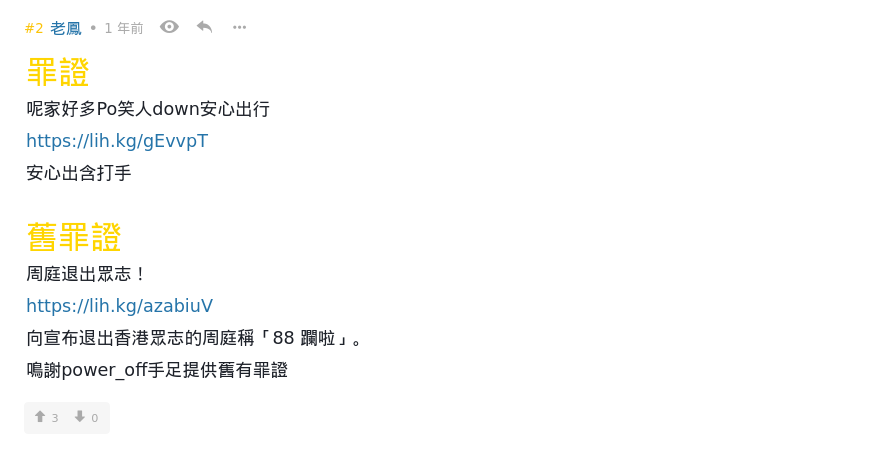 #2 老鳳 • 1 年前
罪證
呢家好多Po笑人down安心出行
https://lih.kg/gEvvpT
安心出含打手
舊罪證
周庭退出眾志！
https://lih.kg/azabiuV
向宣布退出香港眾志的周庭稱「88 躝啦」。
鳴謝power_off手足提供舊有罪證
3 0